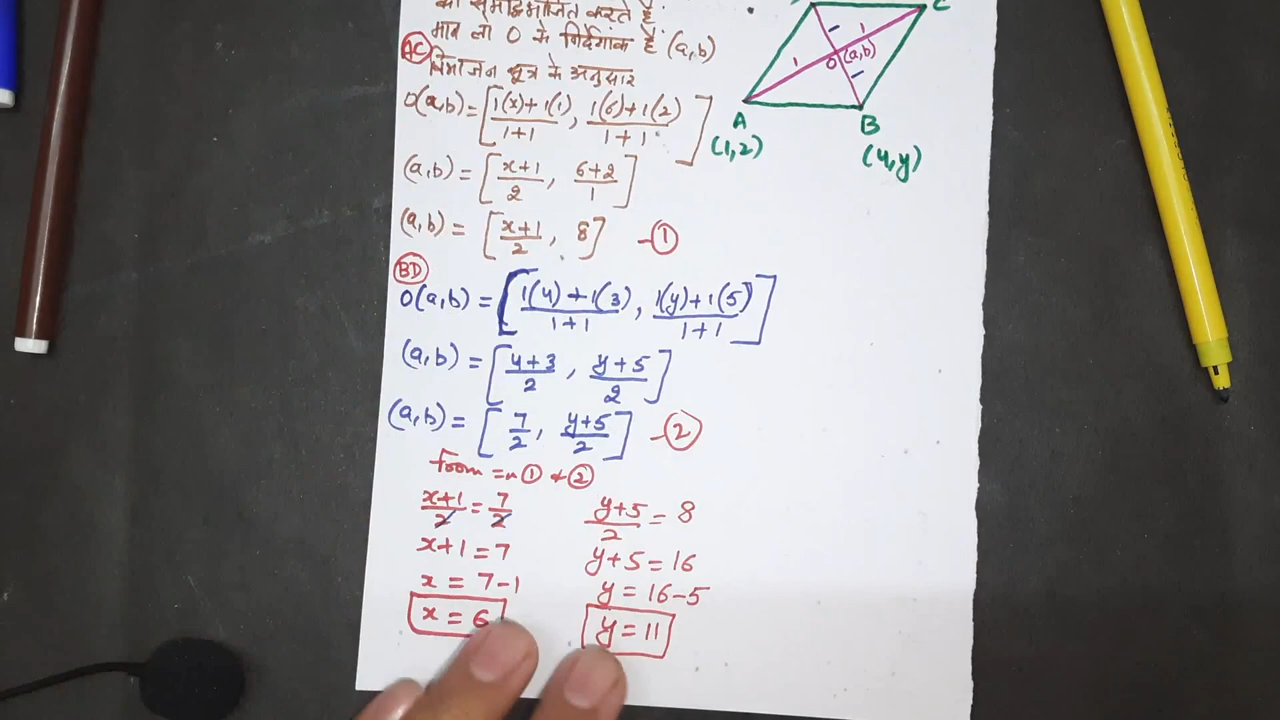 को समद्विभाजित करते हैं
मान लो O के निर्देशांक हैं (a,b)
AC
विभाजन सूत्र के अनुसार
O(a,b) = [1(x)+1(1)/1+1, 1(6)+1(2)/1+1]
(a,b) = [x+1/2, 6+2/1]
(a,b) = [x+1/2, 8] -①
BD
O(a,b) = [1(4)+1(3)/1+1, 1(y)+1(5)/1+1]
(a,b) = [4+3/2, y+5/2]
(a,b) = [7/2, y+5/2] -②
from =n ① & ②
x+1/2 = 7/2
x+1 = 7
x = 7-1
x = 6
y+5/2 = 8
y+5 = 16
y = 16-5
y = 11
C
1
1
O (a,b)
A
(1,2)
B
(4,y)